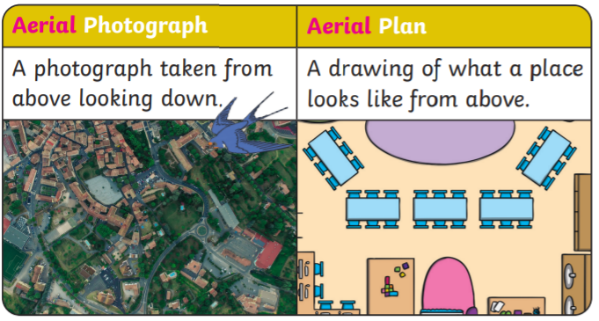 Aerial Photograph
A photograph taken from
above looking down.
Aerial Plan
A drawing of what a place
looks like from above.